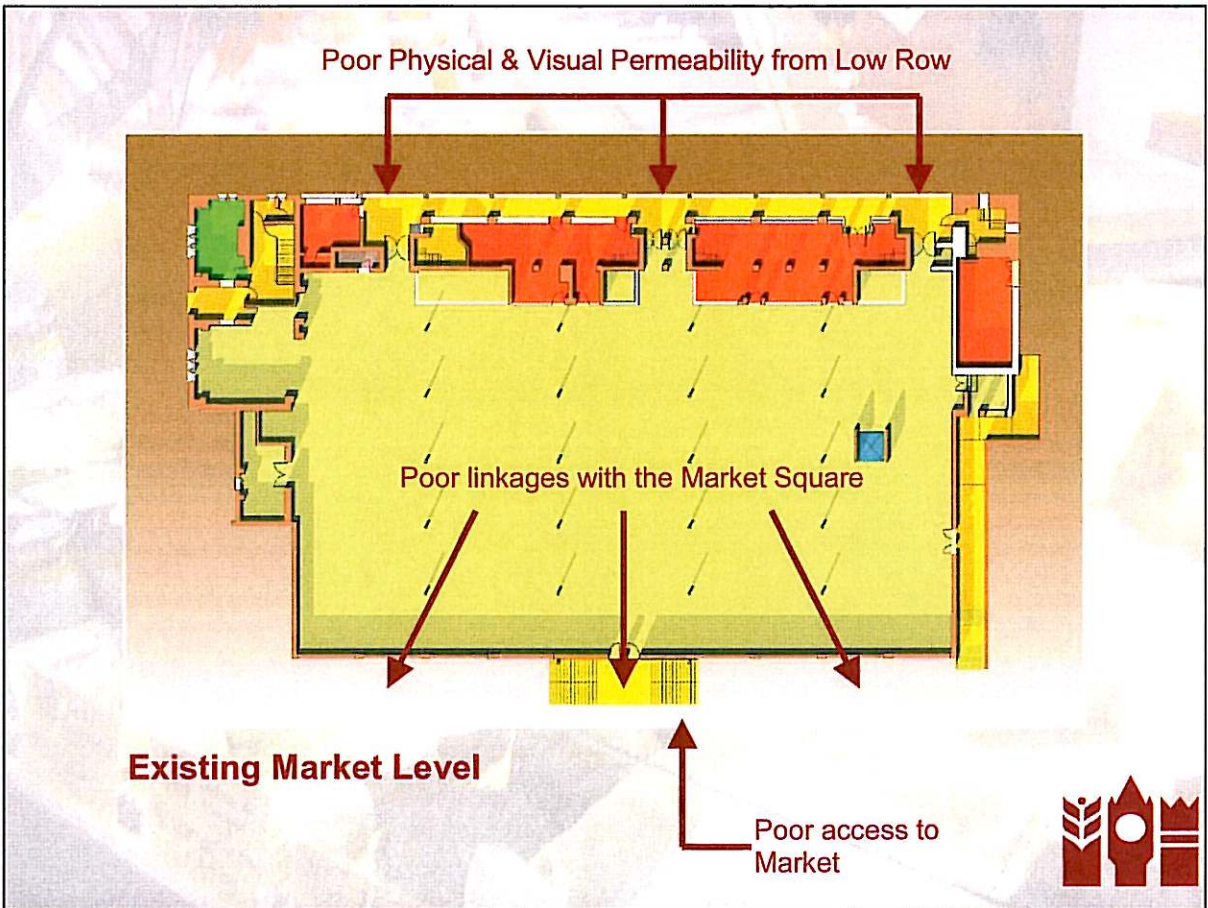 Poor Physical & Visual Permeability from Low Row
Poor linkages with the Market Square
Existing Market Level
Poor access to
Market